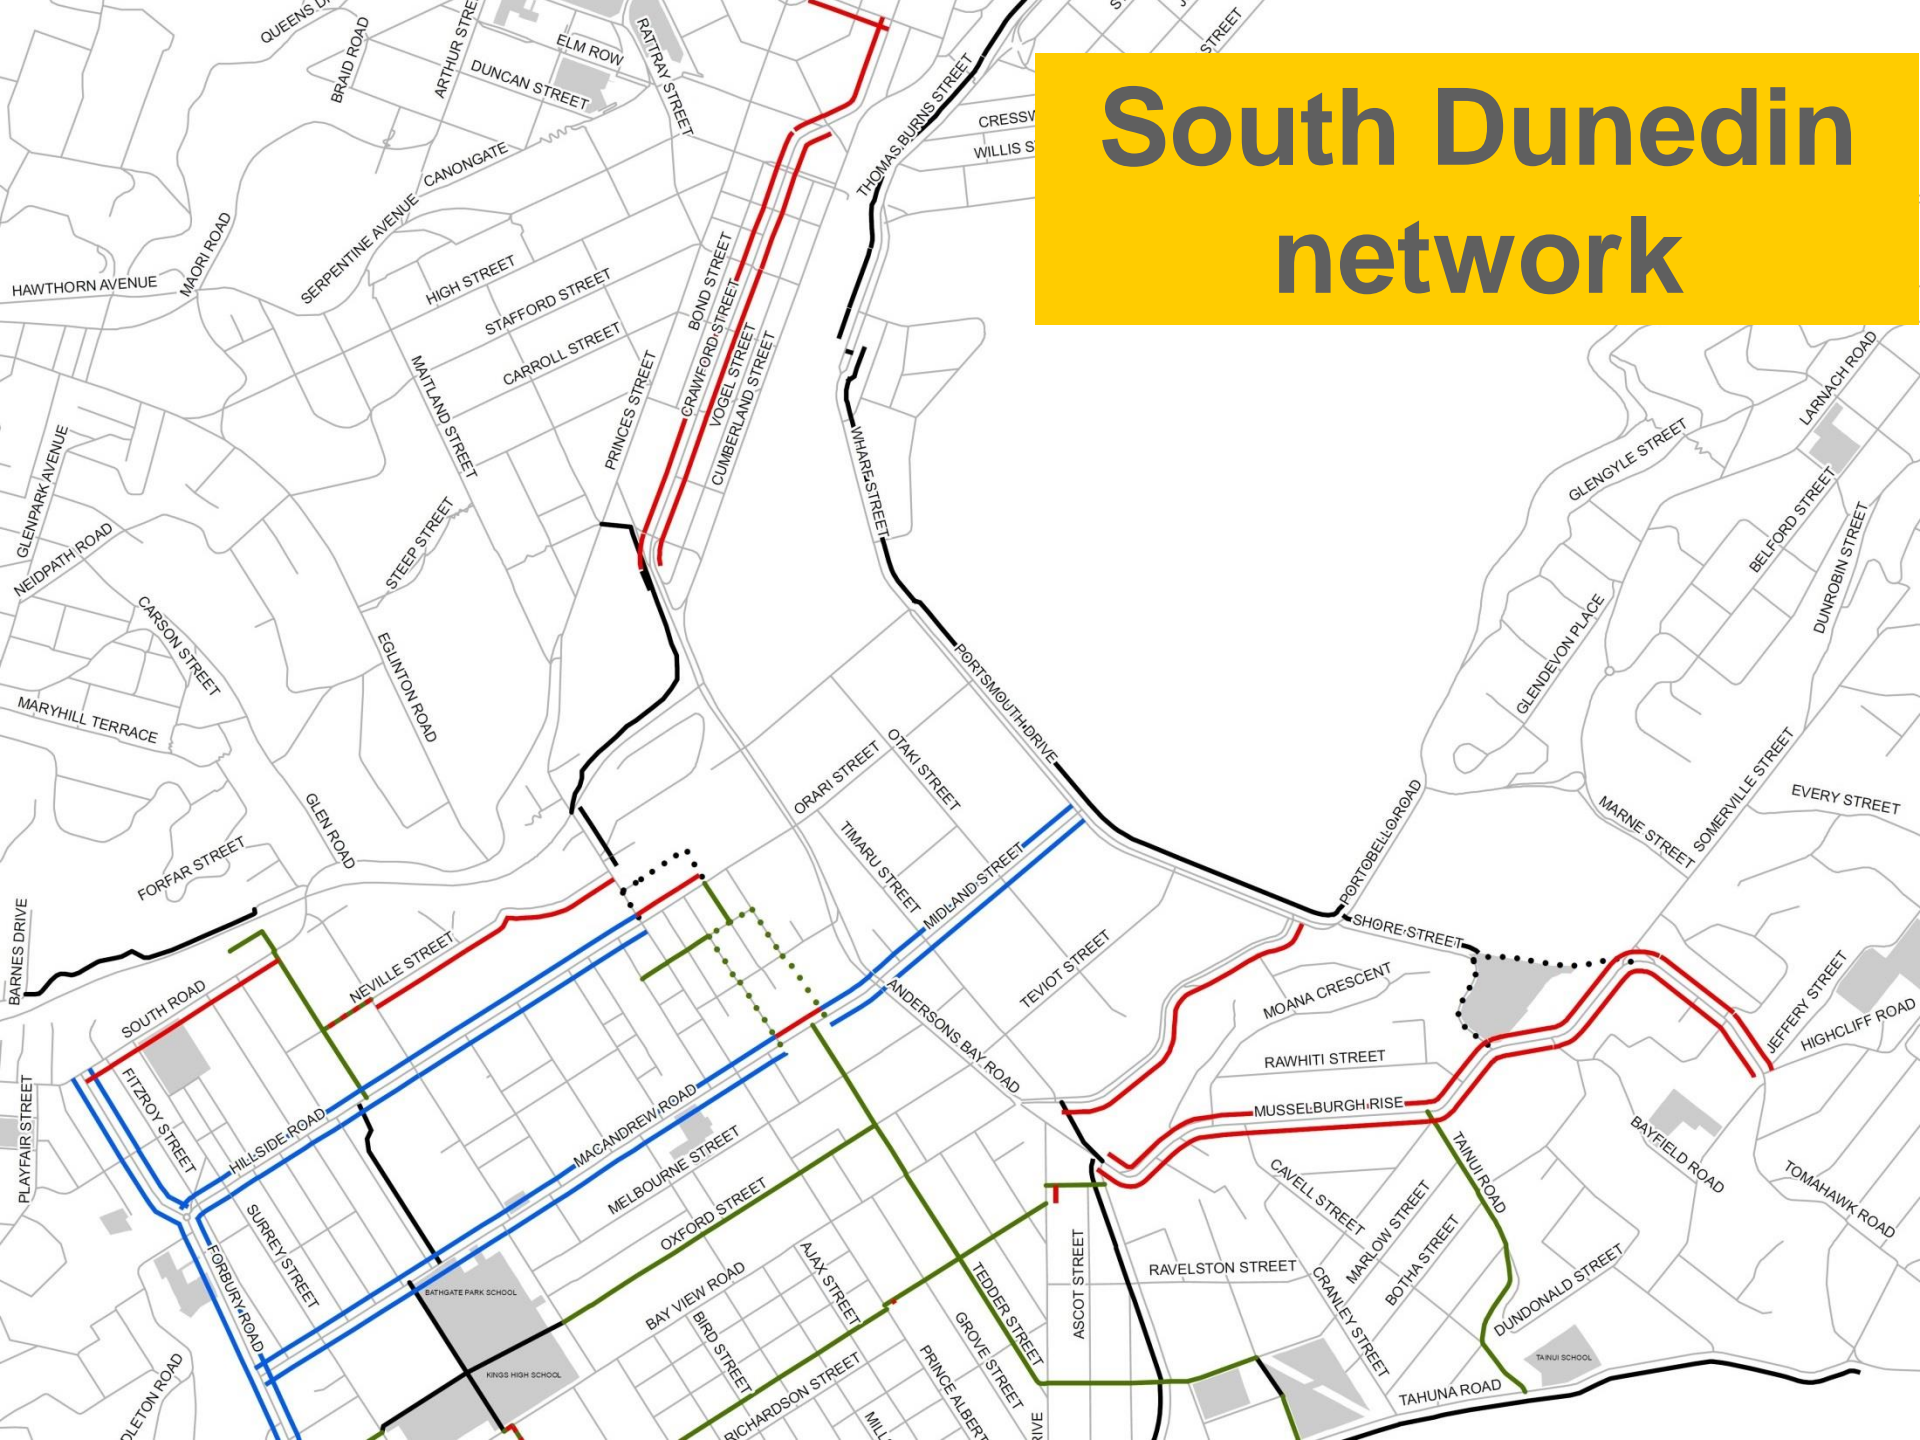 South Dunedin
network
QUEENS D
BRAID ROAD
ARTHUR STRE
ELM ROW
DUNCAN STREET
RATTRAY STREET
THOMAS BURNS STREET
STREET
CRESSW
WILLIS S
CANONGATE
SERPENTINE AVENUE
MAORI ROAD
HAWTHORN AVENUE
HIGH STREET
STAFFORD STREET
CARROLL STREET
MAITLAND STREET
PRINCES STREET
BOND STREET
CRAWFORD STREET
VOGEL STREET
CUMBERLAND STREET
WHARF STREET
LARNACH ROAD
GLENGYLE STREET
BELFORD STREET
DUNROBIN STREET
GLENDEVON PLACE
GLENPARK AVENUE
NEIDPATH ROAD
STEEP STREET
CARSON STREET
EGLINTON ROAD
MARYHILL TERRACE
PORTSMOUTH DRIVE
OTAKI STREET
ORARI STREET
TIMARU STREET
MIDLAND STREET
PORTOBELLO ROAD
SOMERVILLE STREET
EVERY STREET
MARNE STREET
GLEN ROAD
FORFAR STREET
BARNES DRIVE
NEVILLE STREET
SOUTH ROAD
SHORE STREET
ANDERSONS BAY ROAD
TEVIOT STREET
MOANA CRESCENT
RAWHITI STREET
JEFFERY STREET
HIGHCLIFF ROAD
MUSSELBURGH RISE
PLAYFAIR STREET
FITZROY STREET
HILLSIDE ROAD
MACANDREW ROAD
MELBOURNE STREET
OXFORD STREET
SURREY STREET
FORBURY ROAD
BATHGATE PARK SCHOOL
KINGS HIGH SCHOOL
BAY VIEW ROAD
BIRD STREET
AJAX STREET
RICHARDSON STREET
PRINCE ALBERT
GROVE STREET
TEDDER STREET
ASCOT STREET
RAVELSTON STREET
CAVELL STREET
MARLOW STREET
BOTHA STREET
CRANLEY STREET
TAINUI ROAD
DUNDONALD STREET
BAYFIELD ROAD
TOMAHAWK ROAD
TAINUI SCHOOL
TAHUNA ROAD
DLETON ROAD
MILL
RIVE